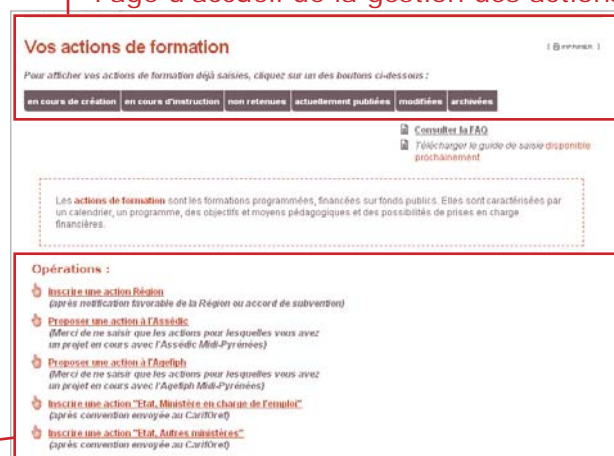 Page d'accueil de la gestion des actions
Vos actions de formation
[ IMPRIMER ]
Pour afficher vos actions de formation déjà saisies, cliquez sur un des boutons ci-dessous :
en cours de création en cours d'instruction non retenues actuellement publiées modifiées archivées
Consulter la FAQ
Télécharger le guide de saisie disponible
prochainement
Les actions de formation sont les formations programmées, financées sur fonds publics. Elles sont caractérisées par
un calendrier, un programme, des objectifs et moyens pédagogiques et des possibilités de prises en charge
financières.
Opérations :
Inscrire une action Région
(après notification favorable de la Région ou accord de subvention)
Proposer une action à l'Assédic
(Merci de ne saisir que les actions pour lesquelles vous avez
un projet en cours avec l'Assédic Midi-Pyrénées)
Proposer une action à l'Agefiph
(Merci de ne saisir que les actions pour lesquelles vous avez
un projet en cours avec l'Agefiph Midi-Pyrénées)
Inscrire une action "Etat, Ministère en charge de l'emploi"
(après convention envoyée au CarifOref)
Inscrire une action "Etat, Autres ministères"
(après convention envoyée au CarifOref)